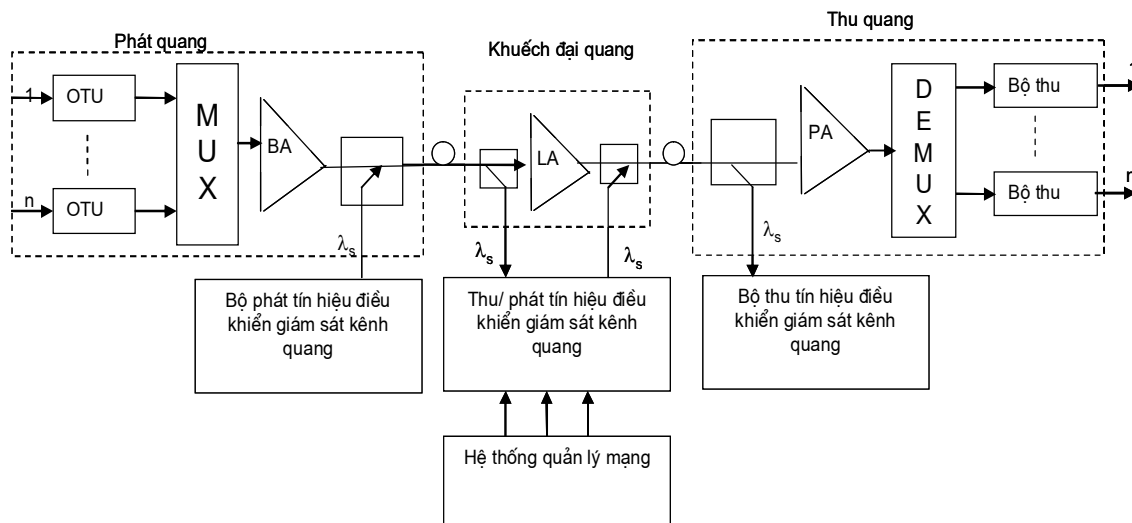 Phát quang
Khuếch đại quang
Thu quang
1
OTU
n
OTU
M
U
X
BA
λs
LA
λs
λs
λs
PA
D
E
M
U
X
Bộ thu
1
Bộ thu
n
Bộ phát tín hiệu điều
khiển giám sát kênh
quang
Thu/ phát tín hiệu điều
khiển giám sát kênh
quang
Bộ thu tín hiệu điều
khiển giám sát kênh
quang
Hệ thống quản lý mạng